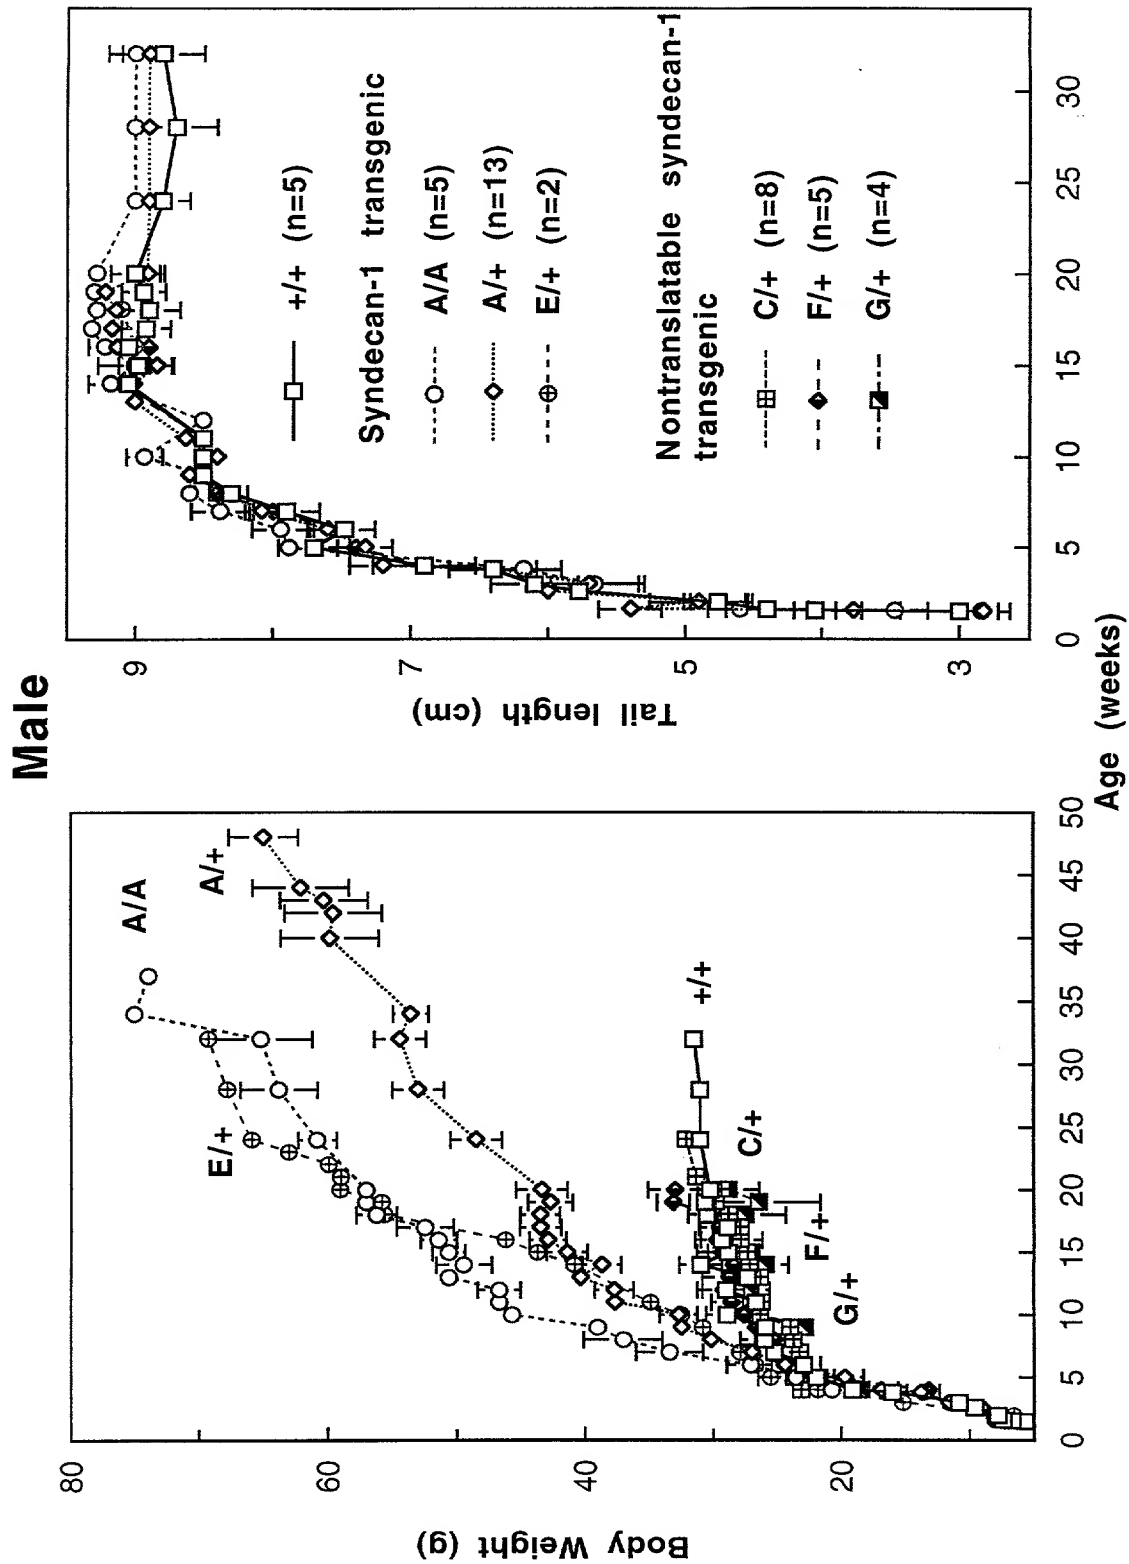 Male
80
60
40
20
Body Weight (g)
A/A
A/+
E/+
+/+
C/+
F/+
G/+
0
5
10
15
20
25
30
35
40
45
50
9
7
5
3
Tail length (cm)
+/+ (n=5)
Syndecan-1 transgenic
A/A (n=5)
A/+ (n=13)
E/+ (n=2)
Nontranslatable syndecan-1
transgenic
C/+ (n=8)
F/+ (n=5)
G/+ (n=4)
0
5
10
15
20
25
30
Age (weeks)